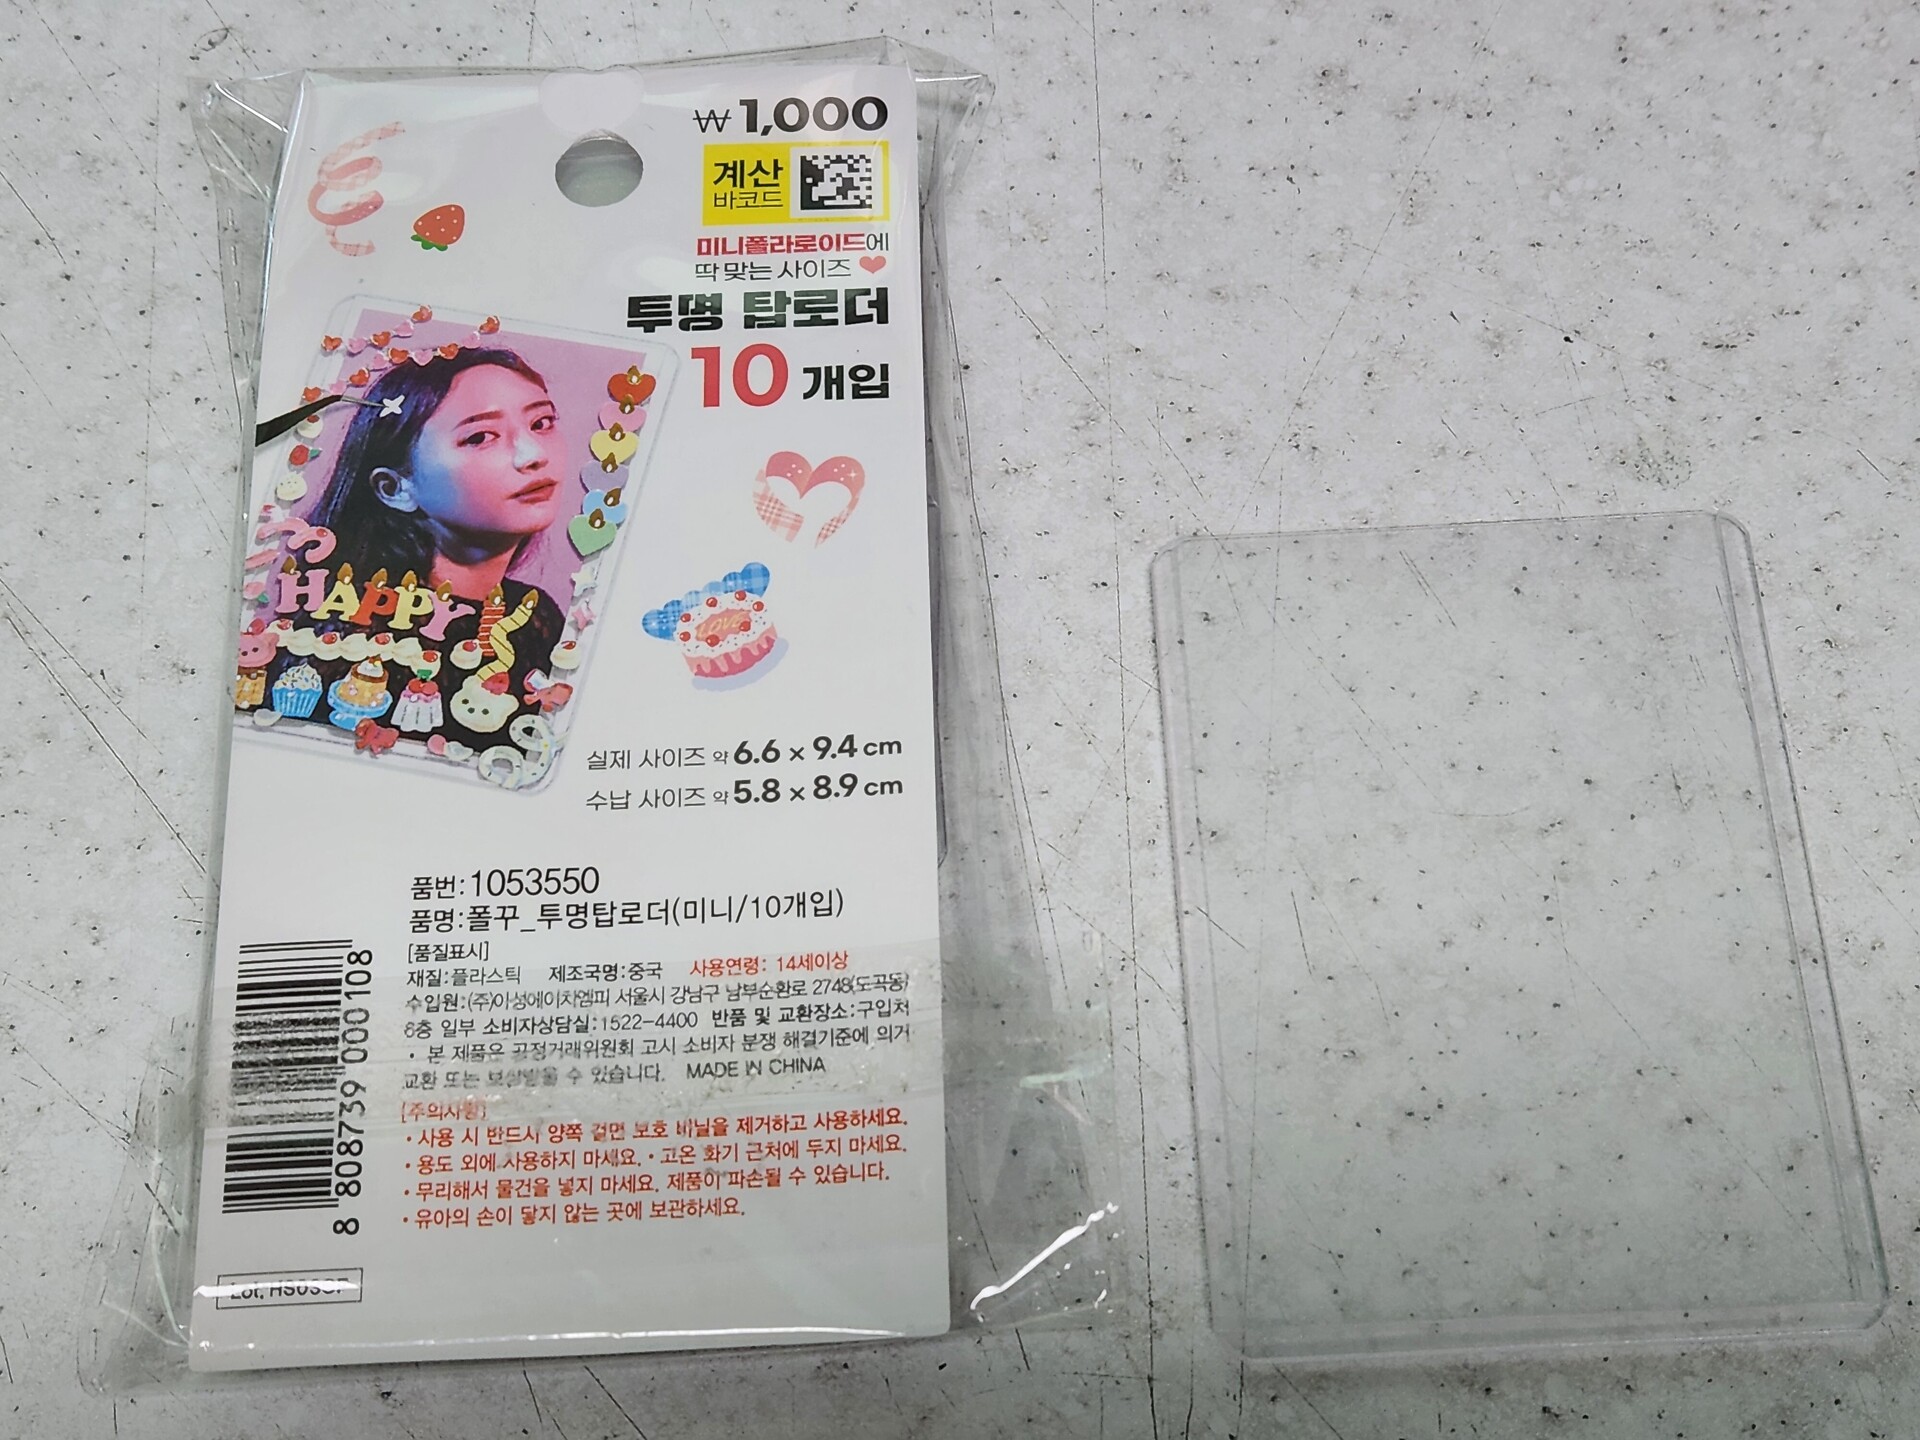 ₩1,000
계산
바코드
미니폴라로이드에
딱 맞는 사이즈
투명 탑로더
10 개입
HAPPY
LOVE
실제 사이즈 약 6.6 × 9.4 cm
수납 사이즈 약 5.8 × 8.9 cm
품번:1053550
품명:폴꾸_투명탑로더(미니/10개입)
[품질표시]
재질:플라스틱 제조국명:중국 사용연령: 14세이상
수입원:(주)아성에이치엠피 서울시 강남구 남부순환로 2748(도곡동)
6층 일부 소비자상담실:1522-4400 반품 및 교환장소:구입처
· 본 제품은 공정거래위원회 고시 소비자 분쟁 해결기준에 의거
교환 또는 보상받을 수 있습니다. MADE IN CHINA
[주의사항]
· 사용 시 반드시 양쪽 겉면 보호 비닐을 제거하고 사용하세요.
· 용도 외에 사용하지 마세요. · 고온 화기 근처에 두지 마세요.
· 무리해서 물건을 넣지 마세요. 제품이 파손될 수 있습니다.
· 유아의 손이 닿지 않는 곳에 보관하세요.
8 808739 000108
Lot.